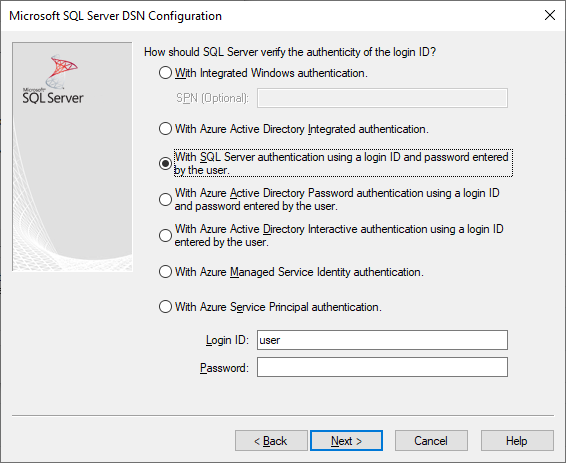 Microsoft SQL Server DSN Configuration
Microsoft
SQL Server
How should SQL Server verify the authenticity of the login ID?
With Integrated Windows authentication.
SPN (Optional):
With Azure Active Directory Integrated authentication.
With SQL Server authentication using a login ID and password entered
by the user.
With Azure Active Directory Password authentication using a login ID
and password entered by the user.
With Azure Active Directory Interactive authentication using a login ID
entered by the user.
With Azure Managed Service Identity authentication.
With Azure Service Principal authentication.
Login ID: user
Password:
< Back Next > Cancel Help